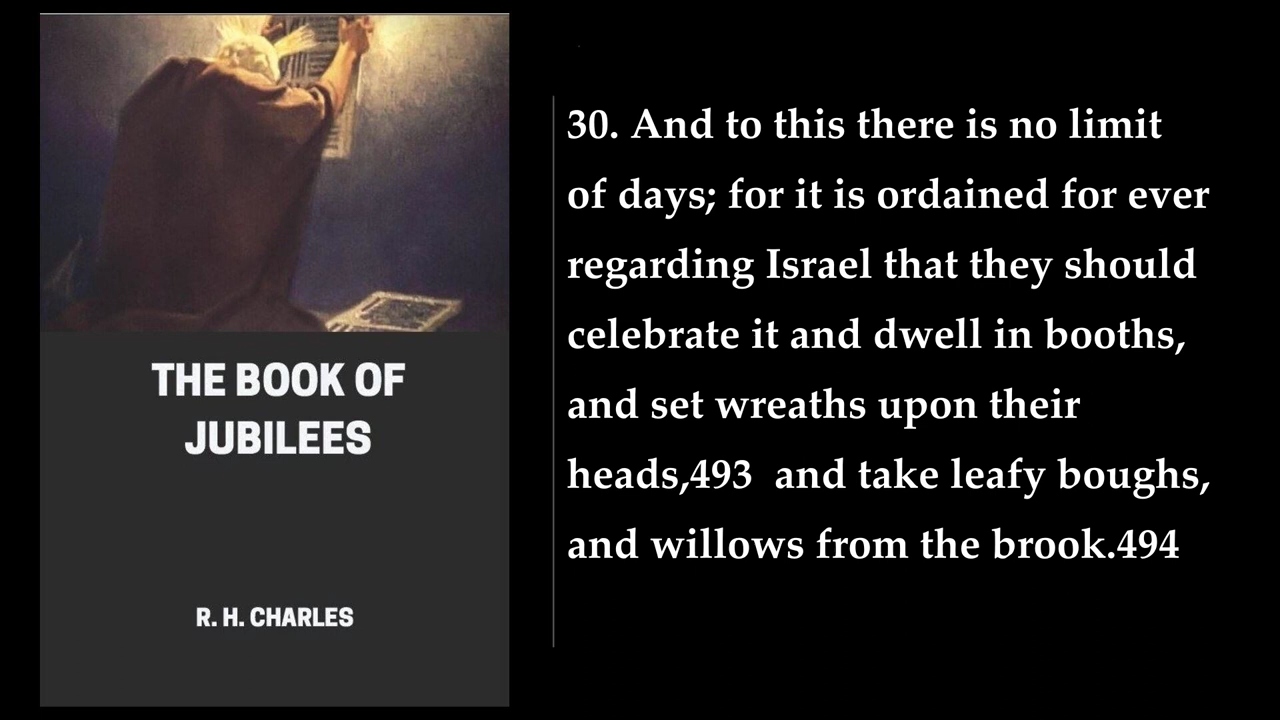 THE BOOK OF
JUBILEES
R. H. CHARLES
30. And to this there is no limit
of days; for it is ordained for ever
regarding Israel that they should
celebrate it and dwell in booths,
and set wreaths upon their
heads,493  and take leafy boughs,
and willows from the brook.494